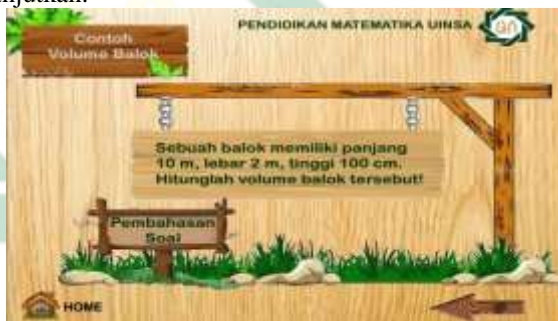 PENDIDIKAN MATEMATIKA UINSA
Contoh
Volume Balok
Sebuah balok memiliki panjang
10 m, lebar 2 m, tinggi 100 cm.
Hitunglah volume balok tersebut!
Pembahasan
Soal
HOME